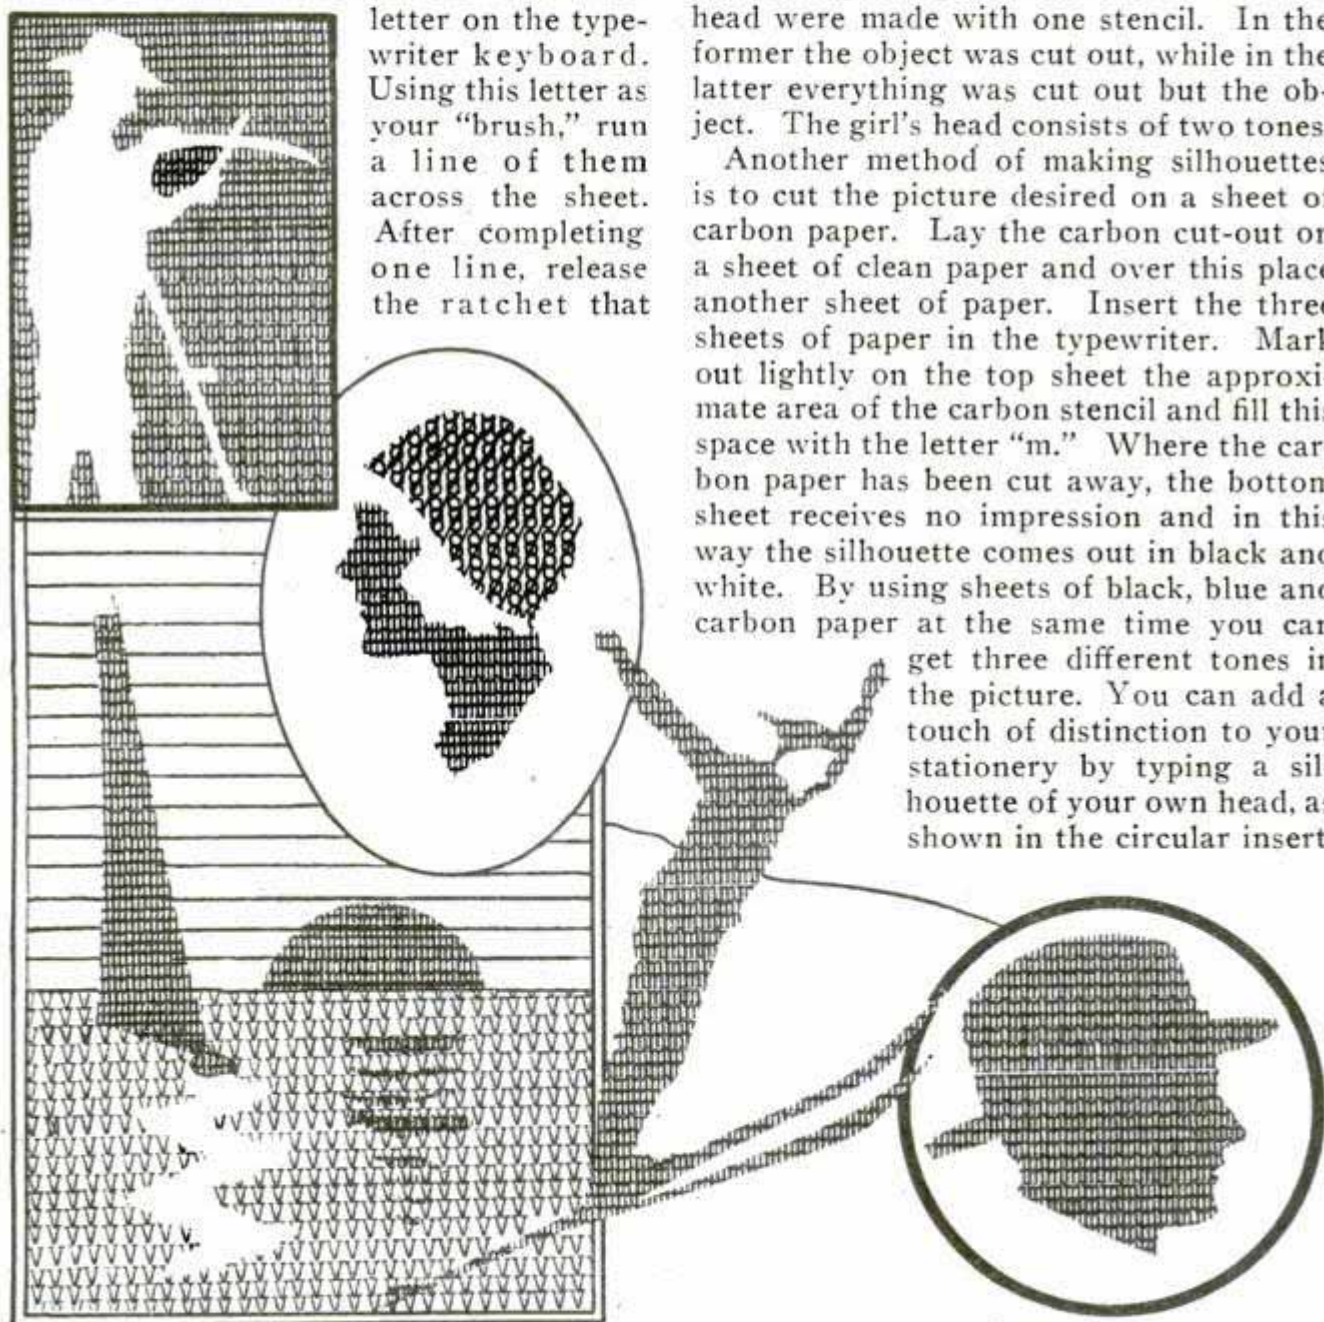 letter on the type-
writer keyboard.
Using this letter as
your "brush," run
a line of them
across the sheet.
After completing
one line, release
the ratchet that
head were made with one stencil. In the
former the object was cut out, while in the
latter everything was cut out but the ob-
ject. The girl's head consists of two tones
Another method of making silhouettes
is to cut the picture desired on a sheet of
carbon paper. Lay the carbon cut-out on
a sheet of clean paper and over this place
another sheet of paper. Insert the three
sheets of paper in the typewriter. Mark
out lightly on the top sheet the approxi
mate area of the carbon stencil and fill this
space with the letter "m." Where the car
bon paper has been cut away, the bottom
sheet receives no impression and in this
way the silhouette comes out in black and
white. By using sheets of black, blue and
carbon paper at the same time you can
get three different tones in
the picture. You can add a
touch of distinction to your
stationery by typing a sil
houette of your own head, as
shown in the circular insert